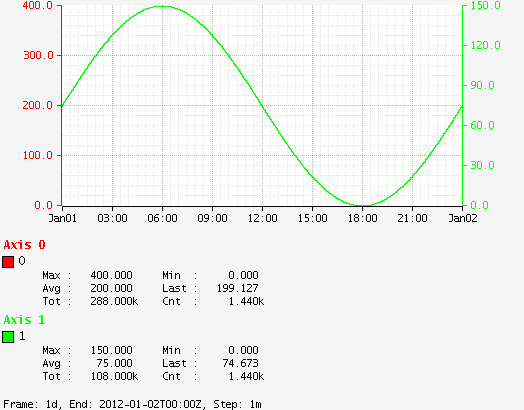 400.0
300.0
200.0
100.0
0.0
150.0
120.0
90.0
60.0
30.0
0.0
Jan01 03:00 06:00 09:00 12:00 15:00 18:00 21:00 Jan02
Axis 0
0
Max : 400.000 Min : 0.000
Avg : 200.000 Last : 199.127
Tot : 288.000k Cnt : 1.440k
Axis 1
1
Max : 150.000 Min : 0.000
Avg : 75.000 Last : 74.673
Tot : 108.000k Cnt : 1.440k
Frame: 1d, End: 2012-01-02T00:00Z, Step: 1m